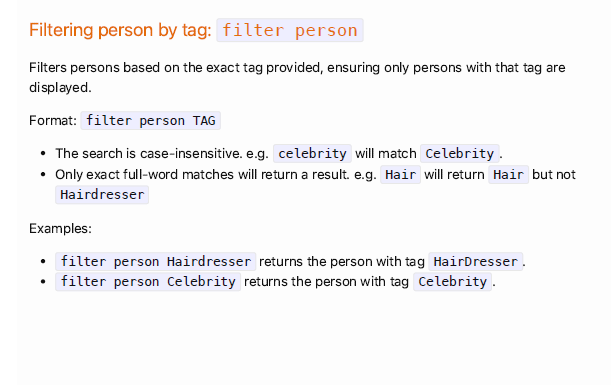 Filtering person by tag: filter person
Filters persons based on the exact tag provided, ensuring only persons with that tag are
displayed.
Format: filter person TAG
• The search is case-insensitive. e.g. celebrity will match Celebrity.
• Only exact full-word matches will return a result. e.g. Hair will return Hair but not
Hairdresser
Examples:
• filter person Hairdresser returns the person with tag HairDresser.
• filter person Celebrity returns the person with tag Celebrity.